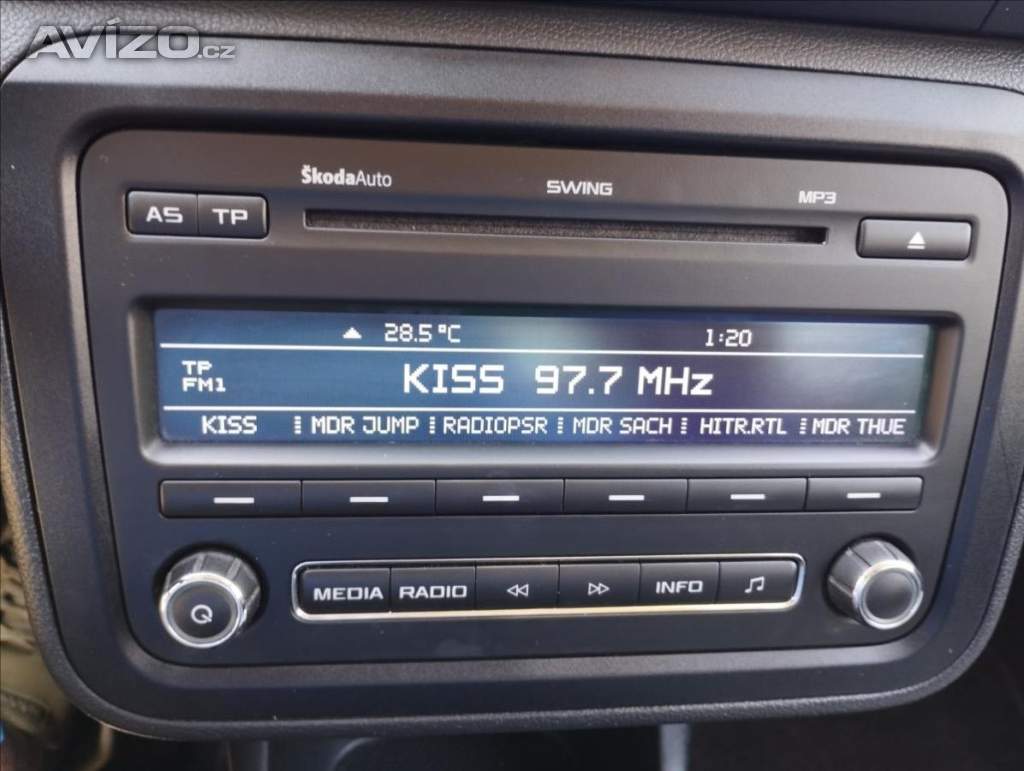 AVÍZO.cz
ŠkodaAuto SWING MP3
AS TP
28.5°C 1:20
TP
FM1
KISS 97.7 MHz
KISS MDR JUMP RADIOPSR MDR SACH HITR.RTL MDR THUE
MEDIA RADIO INFO